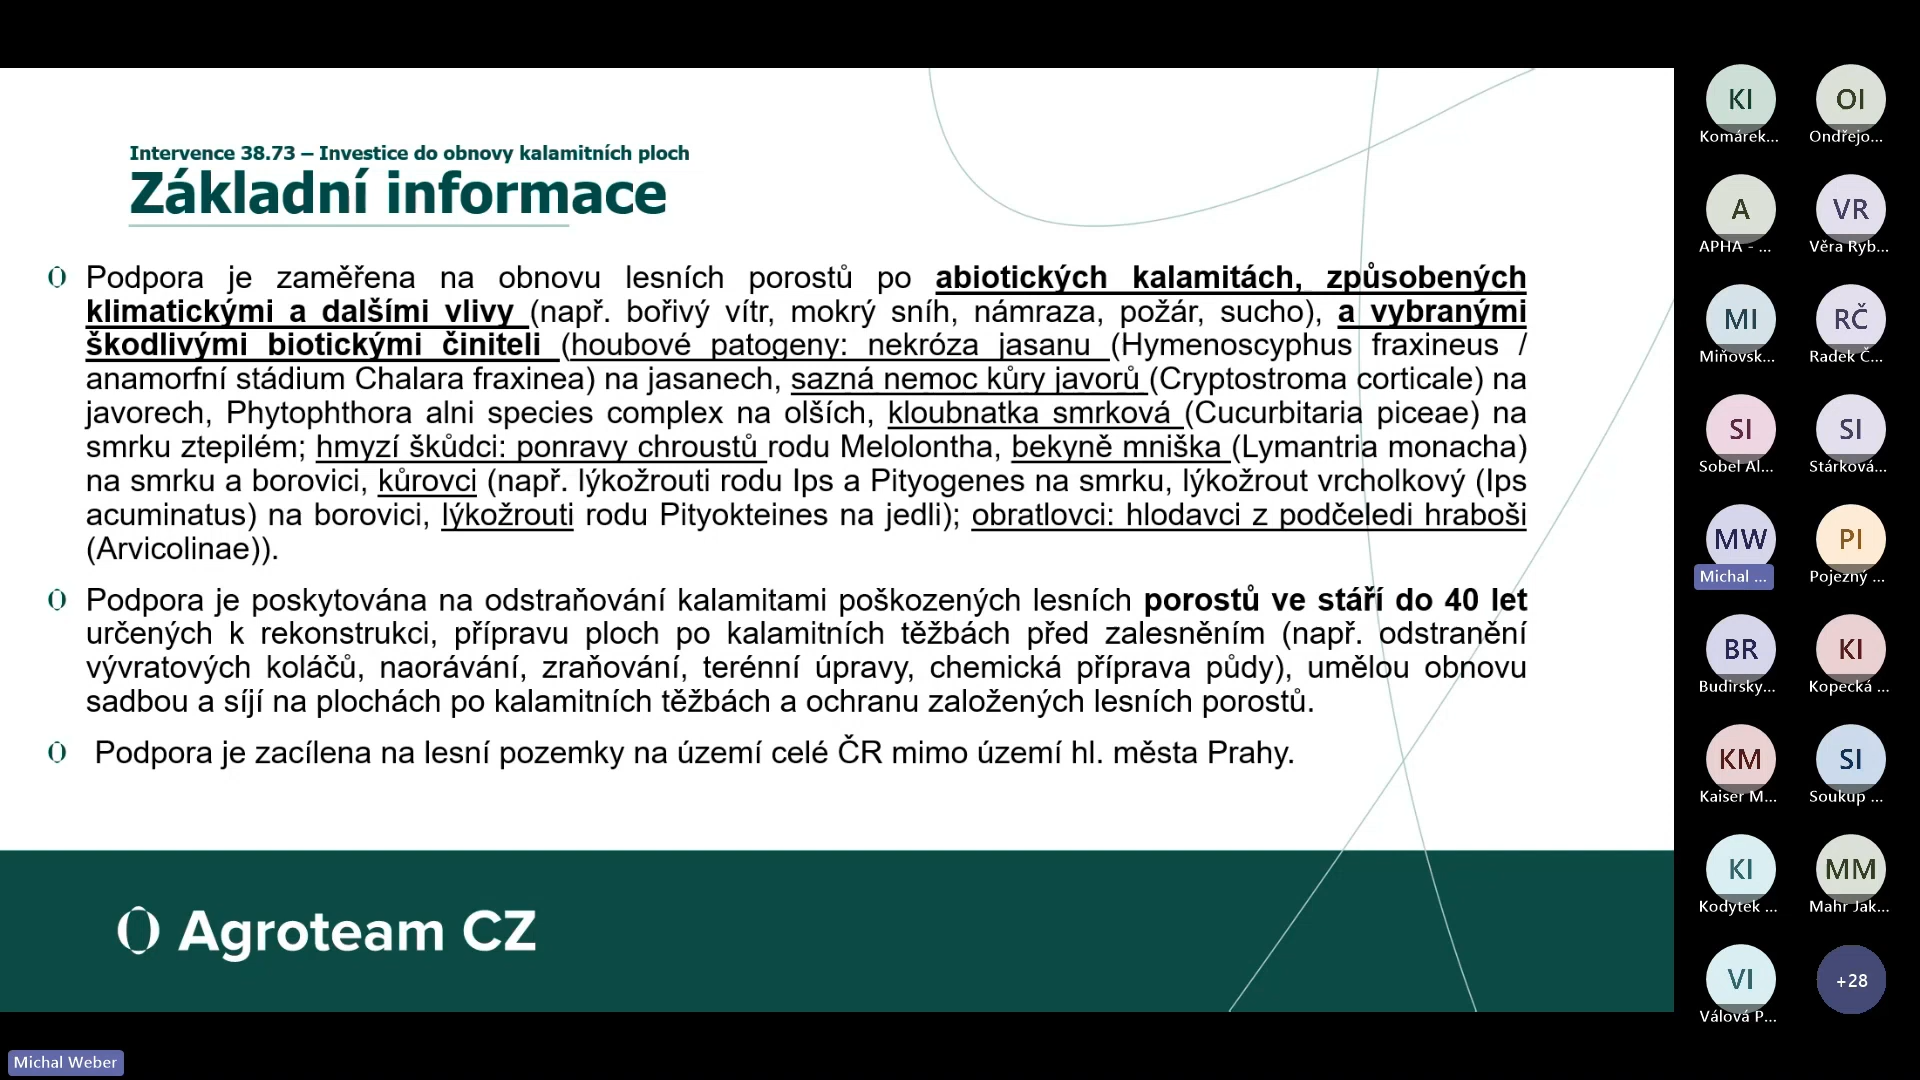 Intervence 38.73 – Investice do obnovy kalamitních ploch
Základní informace
Podpora je zaměřena na obnovu lesních porostů po abiotických kalamitách, způsobených
klimatickými a dalšími vlivy (např. bořivý vítr, mokrý sníh, námraza, požár, sucho), a vybranými
škodlivými biotickými činiteli (houbové patogeny: nekróza jasanu (Hymenoscyphus fraxineus /
anamorfní stádium Chalara fraxinea) na jasanech, sazná nemoc kůry javorů (Cryptostroma corticale) na
javorech, Phytophthora alni species complex na olších, kloubnatka smrková (Cucurbitaria piceae) na
smrku ztepilém; hmyzí škůdci: ponravy chroustů rodu Melolontha, bekyně mniška (Lymantria monacha)
na smrku a borovici, kůrovci (např. lýkožrouti rodu Ips a Pityogenes na smrku, lýkožrout vrcholkový (Ips
acuminatus) na borovici, lýkožrouti rodu Pityokteines na jedli); obratlovci: hlodavci z podčeledi hraboši
(Arvicolinae)).
Podpora je poskytována na odstraňování kalamitami poškozených lesních porostů ve stáří do 40 let
určených k rekonstrukci, přípravu ploch po kalamitních těžbách před zalesněním (např. odstranění
vývratových koláčů, naorávání, zraňování, terénní úpravy, chemická příprava půdy), umělou obnovu
sadbou a síjí na plochách po kalamitních těžbách a ochranu založených lesních porostů.
Podpora je zacílena na lesní pozemky na území celé ČR mimo území hl. města Prahy.
Agroteam CZ
Michal Weber
KI
Komárek...
OI
Ondřejo...
A
APHA - ...
VR
Věra Ryb...
MI
Miňovsk...
RČ
Radek Č...
SI
Sobel Al...
SI
Stárková...
MW
Michal ...
PI
Pojezný ...
BR
Budirsky...
KI
Kopecká ...
KM
Kaiser M...
SI
Soukup ...
KI
Kodytek ...
MM
Mahr Jak...
VI
Válová P...
+28